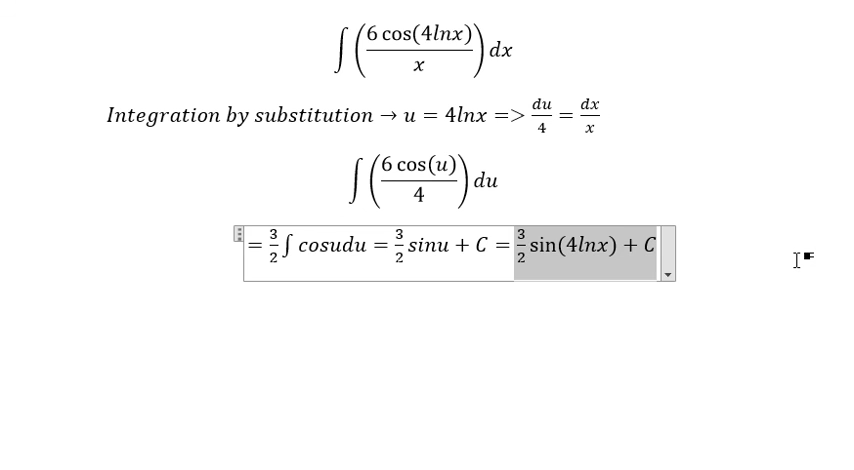 ∫(6 cos(4lnx)/x)dx
Integration by substitution → u = 4lnx => du/4 = dx/x
∫(6 cos(u)/4)du
= 3/2 ∫ cosudu = 3/2 sinu + C = 3/2 sin(4lnx) + C